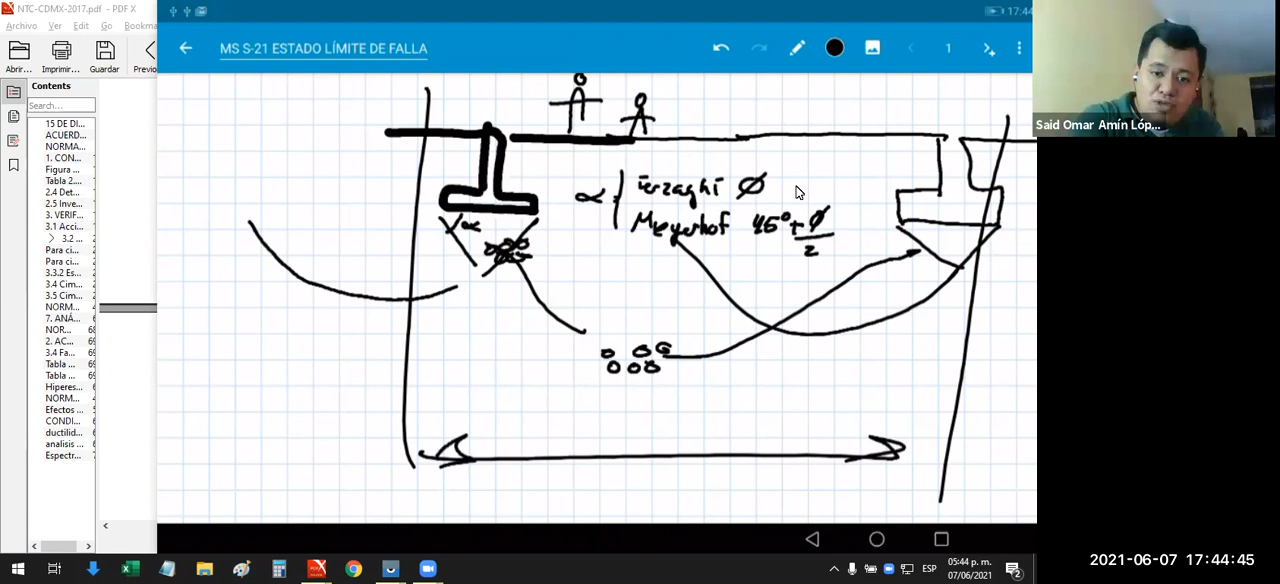 NTC-CDMX-2017.pdf - PDF X
Archivo Ver Edit Go Bookma
Abrir... Imprimir... Guardar Previo
Contents
Search...
15 DE DI...
ACUERD...
NORMA...
1. CON...
Figura ...
Tabla 2....
2.4 Det...
2.5 Inve...
3. VERIF...
3.1 Acci...
3.2 ...
Para ci...
Para ci...
3.3.2 Es...
3.4 Cim...
3.5 Cim...
NORM...
7. ANÁ...
NOR...
2. AC...
3.4 Fa...
Tabla ...
Tabla ...
Hiperes...
NORM...
Efectos ...
CONDI...
ductilid...
analisis ...
Espectr...
17:44
MS S-21 ESTADO LÍMITE DE FALLA
1
α { Terzaghi Ø
Meyerhof 45°+Ø/2
α
Said Omar Amín Lóp...
2021-06-07 17:44:45
ESP
05:44 p. m.
07/06/2021
2